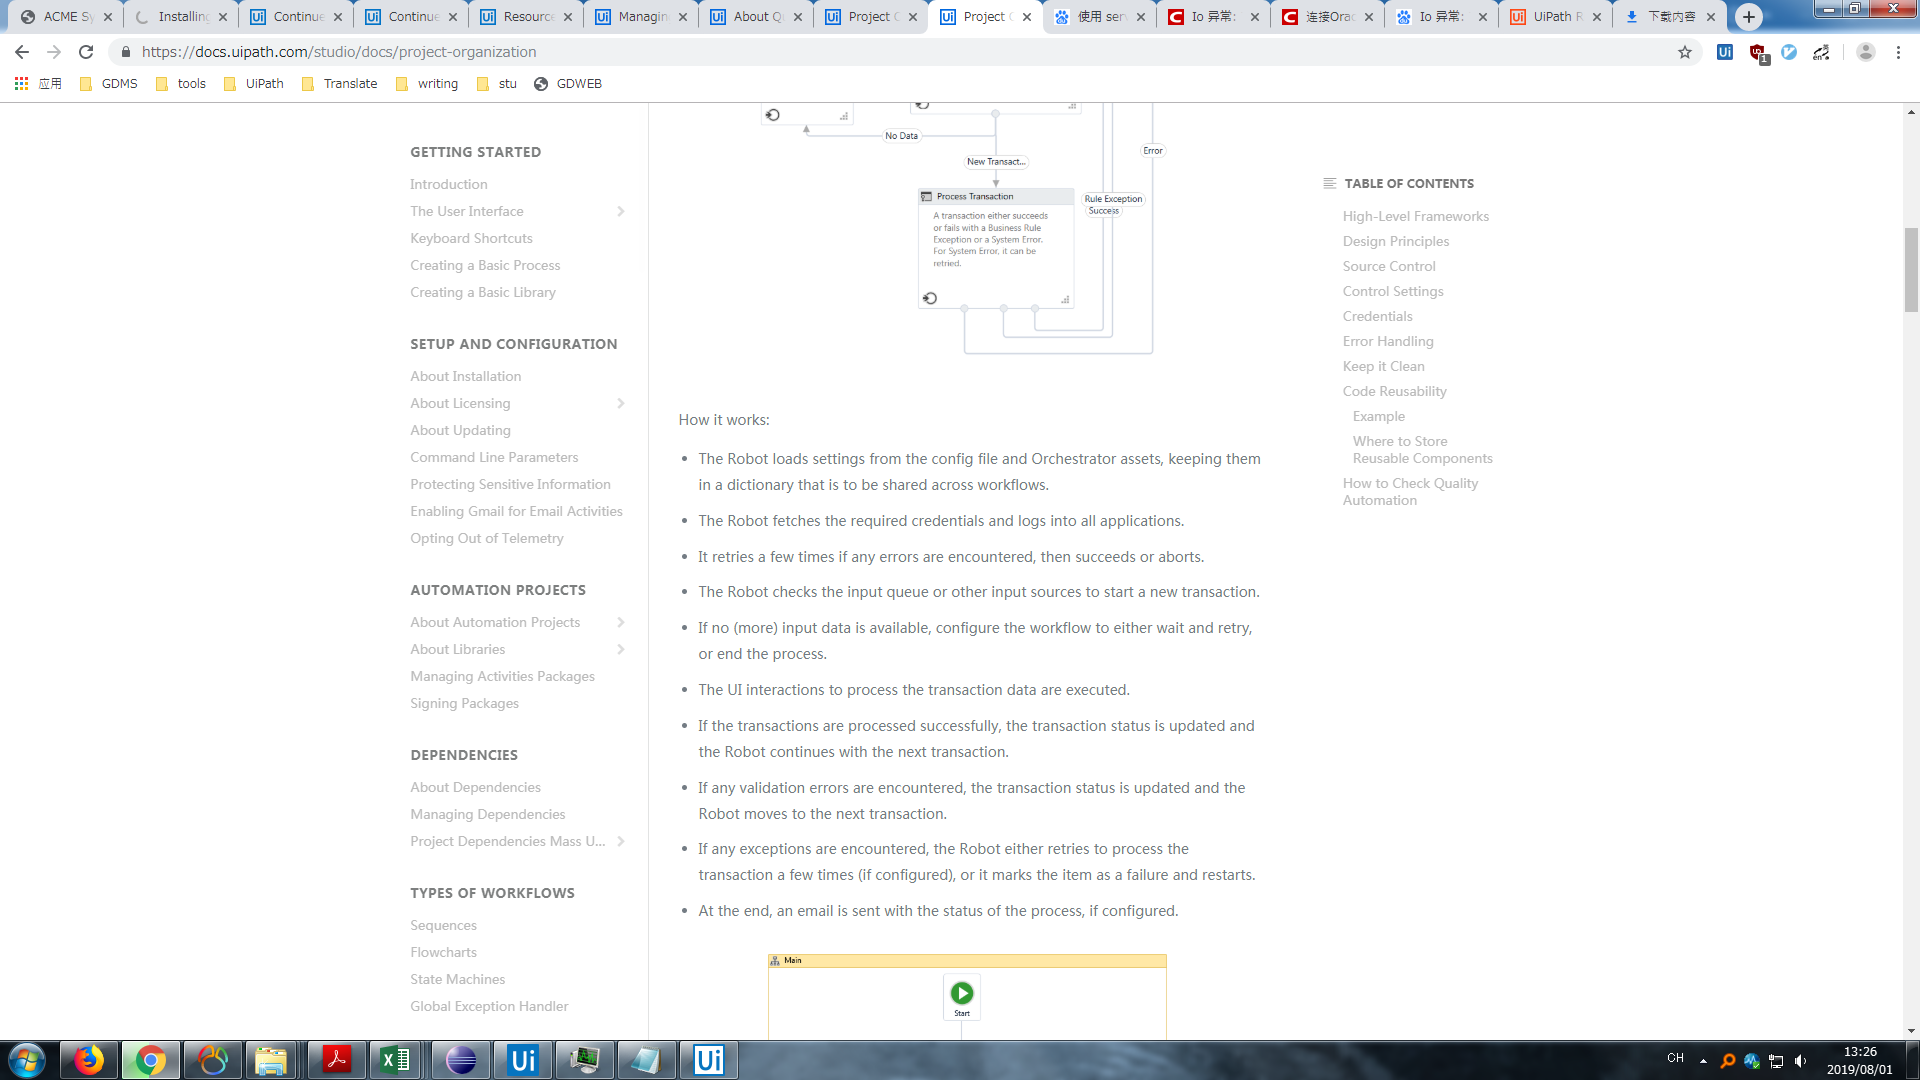 ACME Sy
Installing
Continue
Continue
Resource
Managin
About Q
Project O
Project O
使用 serv
Io 异常:
连接Orac
Io 异常:
UiPath R
下载内容
https://docs.uipath.com/studio/docs/project-organization
1
应用
GDMS
tools
UiPath
Translate
writing
stu
GDWEB
GETTING STARTED
Introduction
The User Interface
Keyboard Shortcuts
Creating a Basic Process
Creating a Basic Library
SETUP AND CONFIGURATION
About Installation
About Licensing
About Updating
Command Line Parameters
Protecting Sensitive Information
Enabling Gmail for Email Activities
Opting Out of Telemetry
AUTOMATION PROJECTS
About Automation Projects
About Libraries
Managing Activities Packages
Signing Packages
DEPENDENCIES
About Dependencies
Managing Dependencies
Project Dependencies Mass U...
TYPES OF WORKFLOWS
Sequences
Flowcharts
State Machines
Global Exception Handler
No Data
New Transact...
Error
Process Transaction
A transaction either succeeds
or fails with a Business Rule
Exception or a System Error.
For System Error, it can be
retried.
Rule Exception
Success
How it works:
The Robot loads settings from the config file and Orchestrator assets, keeping them
in a dictionary that is to be shared across workflows.
The Robot fetches the required credentials and logs into all applications.
It retries a few times if any errors are encountered, then succeeds or aborts.
The Robot checks the input queue or other input sources to start a new transaction.
If no (more) input data is available, configure the workflow to either wait and retry,
or end the process.
The UI interactions to process the transaction data are executed.
If the transactions are processed successfully, the transaction status is updated and
the Robot continues with the next transaction.
If any validation errors are encountered, the transaction status is updated and the
Robot moves to the next transaction.
If any exceptions are encountered, the Robot either retries to process the
transaction a few times (if configured), or it marks the item as a failure and restarts.
At the end, an email is sent with the status of the process, if configured.
Main
Start
TABLE OF CONTENTS
High-Level Frameworks
Design Principles
Source Control
Control Settings
Credentials
Error Handling
Keep it Clean
Code Reusability
Example
Where to Store
Reusable Components
How to Check Quality
Automation
CH
13:26
2019/08/01